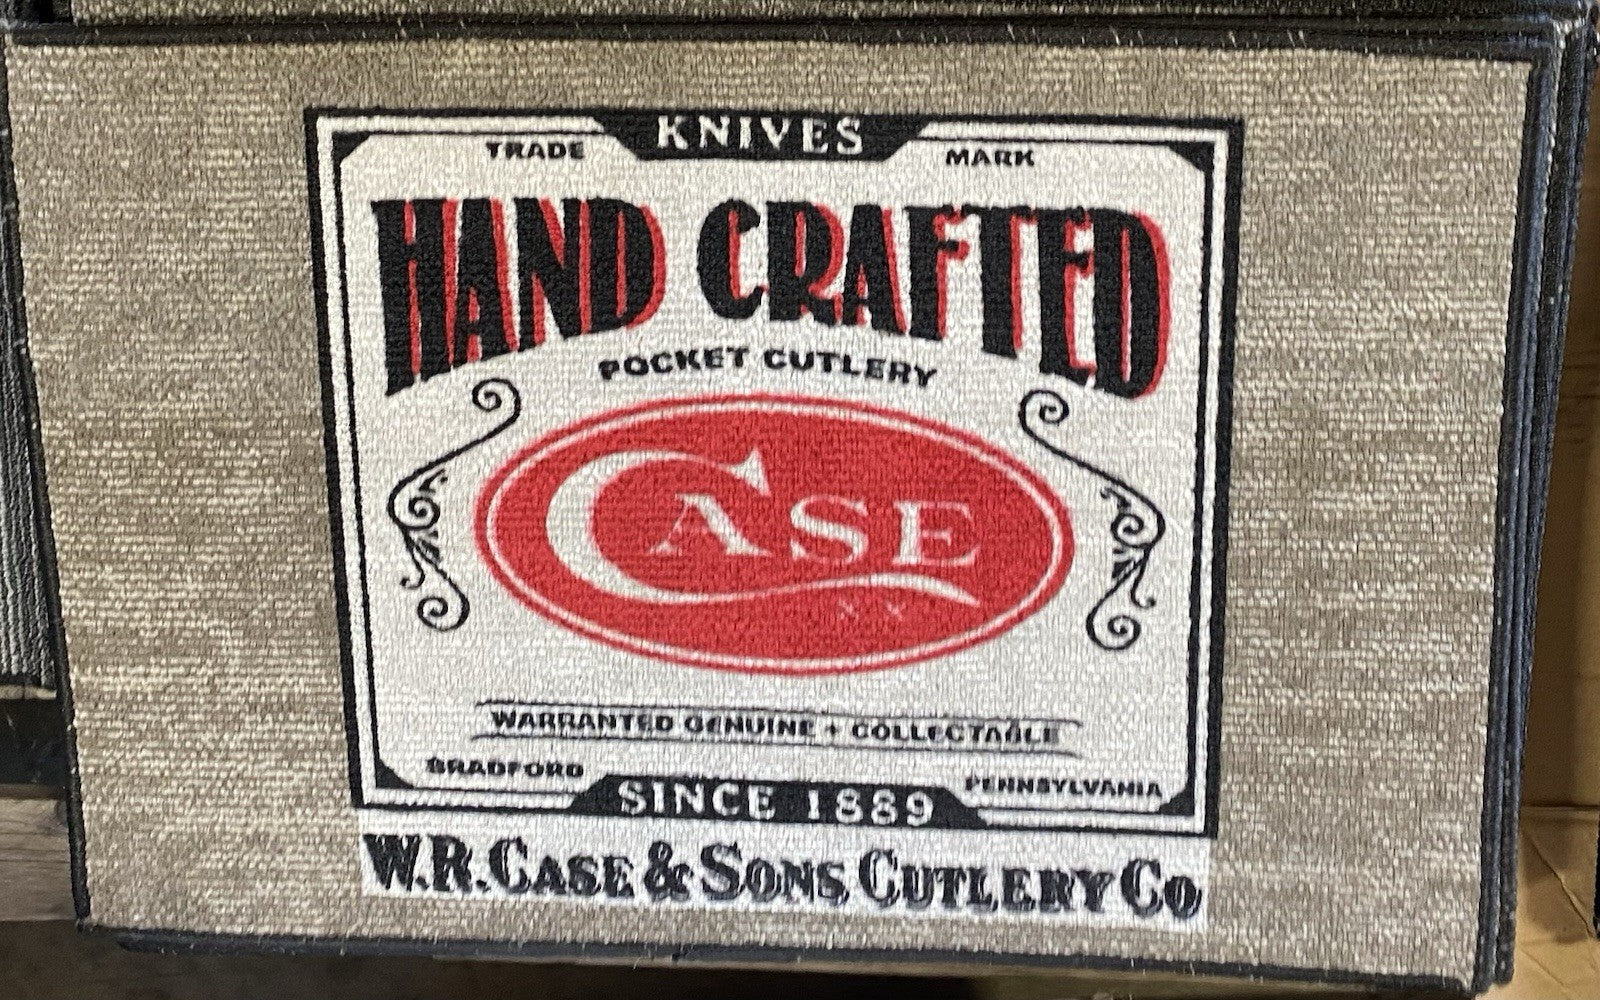 KNIVES
TRADE MARK
HAND CRAFTED
POCKET CUTLERY
CASE
XX
WARRANTED GENUINE + COLLECTABLE
BRADFORD PENNSYLVANIA
SINCE 1889
W.R. CASE & SONS CUTLERY CO